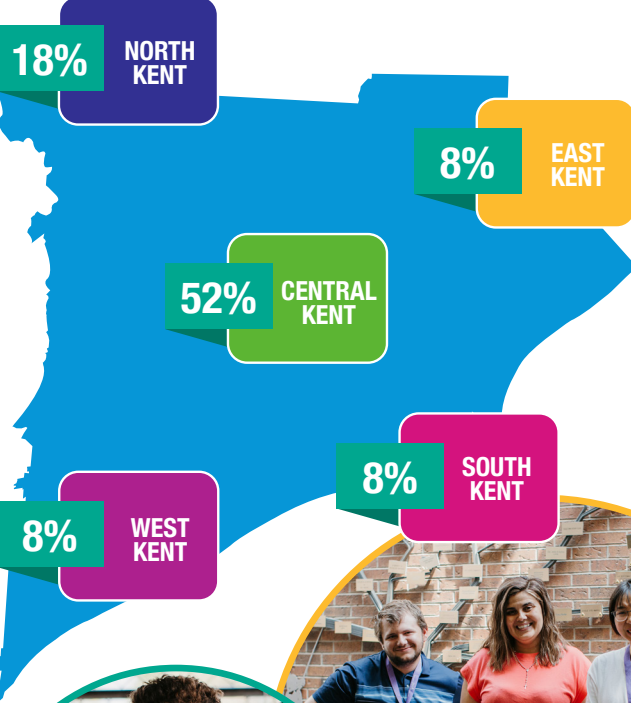 18%
NORTH
KENT
8%
EAST
KENT
52%
CENTRAL
KENT
8%
SOUTH
KENT
8%
WEST
KENT